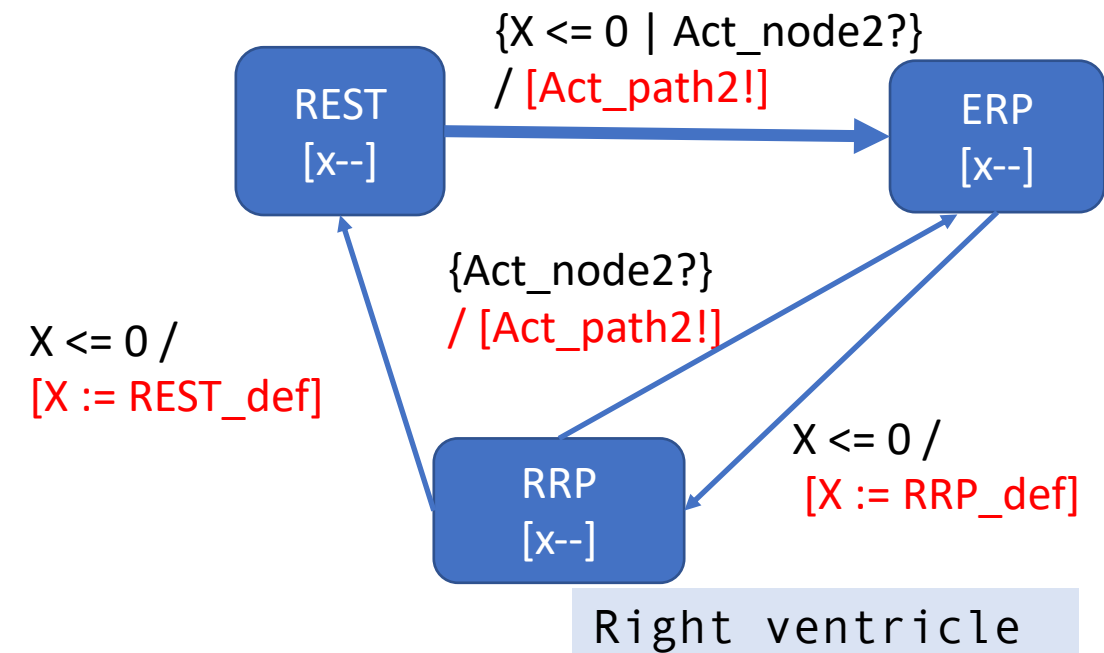 {X <= 0 | Act_node2?}
/ [Act_path2!]
REST
[x--]
ERP
[x--]
{Act_node2?}
/ [Act_path2!]
X <= 0 /
[X := REST_def]
X <= 0 /
[X := RRP_def]
RRP
[x--]
Right ventricle